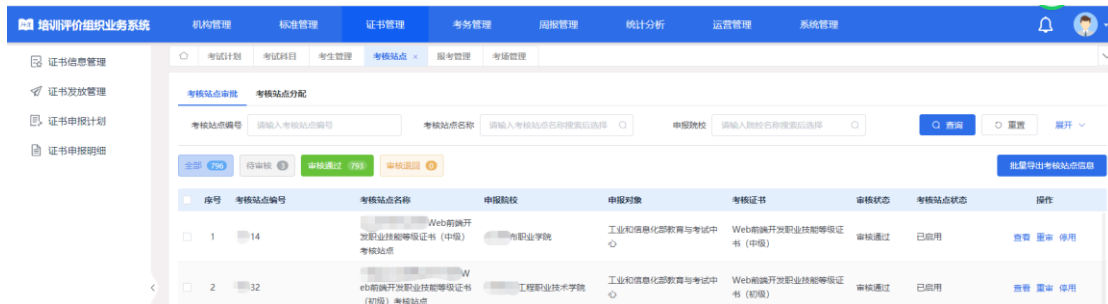 培训评价组织业务系统 机构管理 标准管理 证书管理 考务管理 周报管理 统计分析 运营管理 系统管理
证书信息管理
证书发放管理
证书申报计划
证书申报明细
考试计划 考试科目 考生管理 考核站点 × 报考管理 考场管理
考核站点审批 考核站点分配
考核站点编号 请输入考核站点编号 考核站点名称 请输入考核站点名称搜索后选择 申报院校 请输入院校名称搜索后选择 查询 重置 展开
全部 796 待审核 3 审核通过 793 审核退回 0 批量导出考核站点信息
序号 考核站点编号 考核站点名称 申报院校 申报对象 考核证书 审核状态 考核站点状态 操作
1 14 Web前端开
发职业技能等级证书（中级）
考核站点 市职业学院 工业和信息化部教育与考试中
心 Web前端开发职业技能等级证
书（中级） 审核通过 已启用 查看 重审 停用
2 32 W
eb前端开发职业技能等级证书
（初级）考核站点 工程职业技术学院 工业和信息化部教育与考试中
心 Web前端开发职业技能等级证
书（初级） 审核通过 已启用 查看 重审 停用